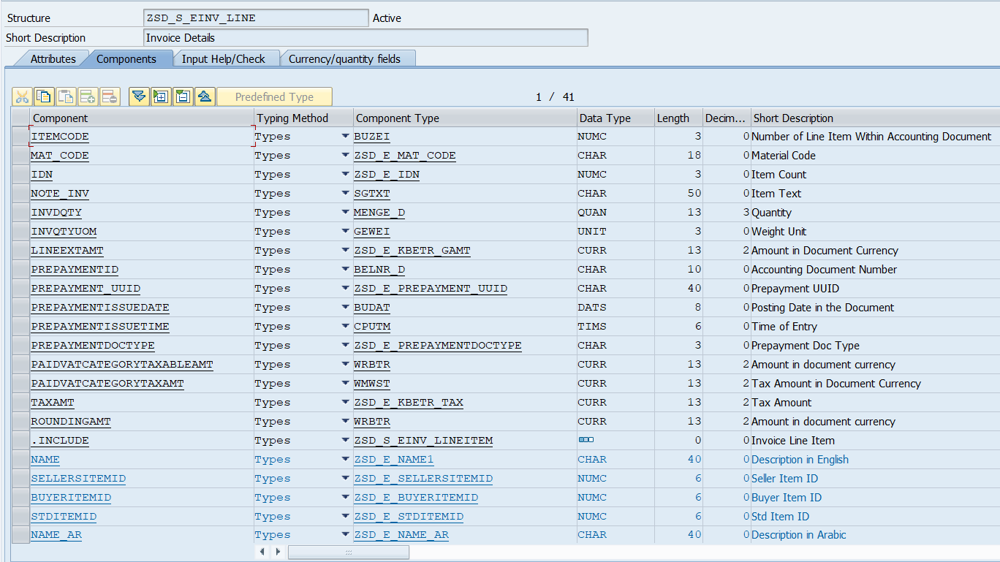 Structure ZSD_S_EINV_LINE Active
Short Description Invoice Details
Attributes Components Input Help/Check Currency/quantity fields
Predefined Type 1 / 41
Component Typing Method Component Type Data Type Length Decim... Short Description
ITEMCODE Types BUZEI NUMC 3 0 Number of Line Item Within Accounting Document
MAT_CODE Types ZSD_E_MAT_CODE CHAR 18 0 Material Code
IDN Types ZSD_E_IDN NUMC 3 0 Item Count
NOTE_INV Types SGTXT CHAR 50 0 Item Text
INVDQTY Types MENGE_D QUAN 13 3 Quantity
INVQTYUOM Types GEWEI UNIT 3 0 Weight Unit
LINEEXTAMT Types ZSD_E_KBETR_GAMT CURR 13 2 Amount in Document Currency
PREPAYMENTID Types BELNR_D CHAR 10 0 Accounting Document Number
PREPAYMENT_UUID Types ZSD_E_PREPAYMENT_UUID CHAR 40 0 Prepayment UUID
PREPAYMENTISSUEDATE Types BUDAT DATS 8 0 Posting Date in the Document
PREPAYMENTISSUETIME Types CPUTM TIMS 6 0 Time of Entry
PREPAYMENTDOCTYPE Types ZSD_E_PREPAYMENTDOCTYPE CHAR 3 0 Prepayment Doc Type
PAIDVATCATEGORYTAXABLEAMT Types WRBTR CURR 13 2 Amount in document currency
PAIDVATCATEGORYTAXAMT Types WMWST CURR 13 2 Tax Amount in Document Currency
TAXAMT Types ZSD_E_KBETR_TAX CURR 13 2 Tax Amount
ROUNDINGAMT Types WRBTR CURR 13 2 Amount in document currency
.INCLUDE Types ZSD_S_EINV_LINEITEM 0 0 Invoice Line Item
NAME Types ZSD_E_NAME1 CHAR 40 0 Description in English
SELLERSITEMID Types ZSD_E_SELLERSITEMID NUMC 6 0 Seller Item ID
BUYERITEMID Types ZSD_E_BUYERITEMID NUMC 6 0 Buyer Item ID
STDITEMID Types ZSD_E_STDITEMID NUMC 6 0 Std Item ID
NAME_AR Types ZSD_E_NAME_AR CHAR 40 0 Description in Arabic